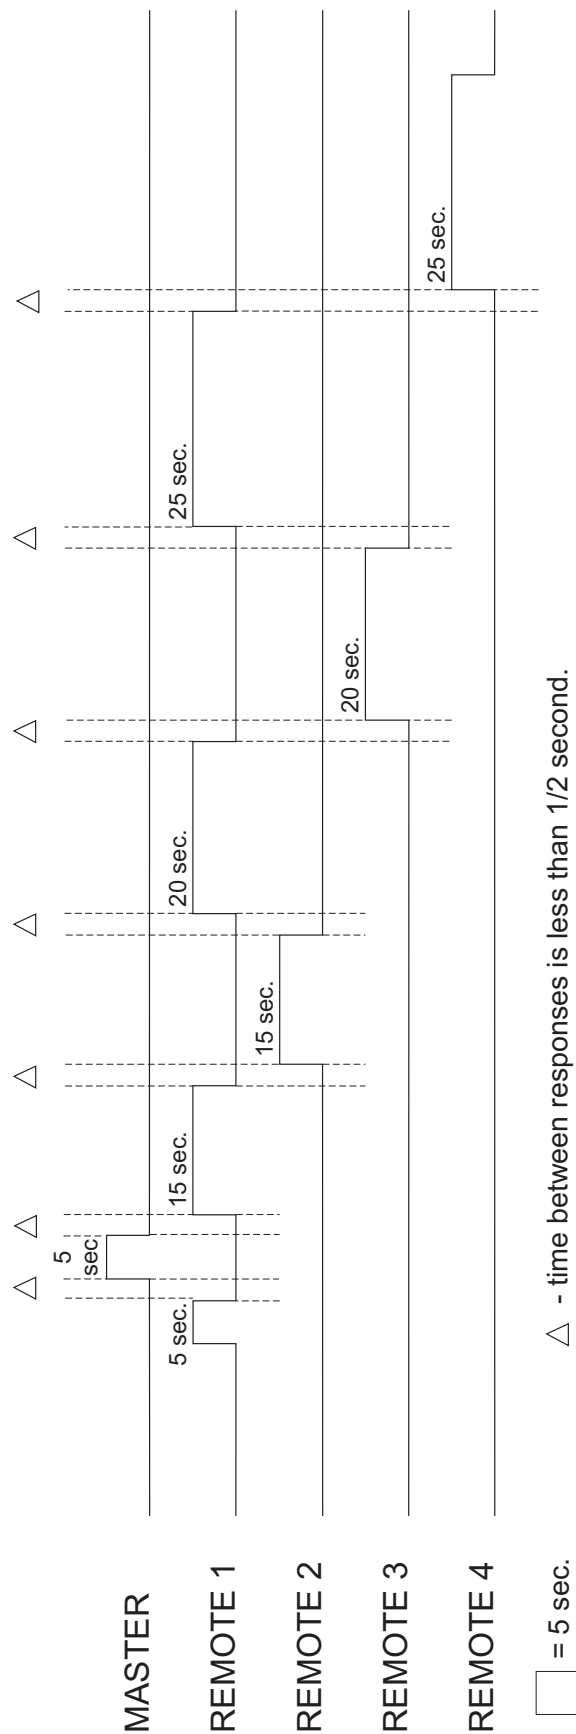 △ △ △ △ △ △ △
MASTER
5
sec
REMOTE 1
5 sec.
15 sec.
20 sec.
25 sec.
REMOTE 2
15 sec.
REMOTE 3
20 sec.
REMOTE 4
25 sec.
= 5 sec.
△ - time between responses is less than 1/2 second.